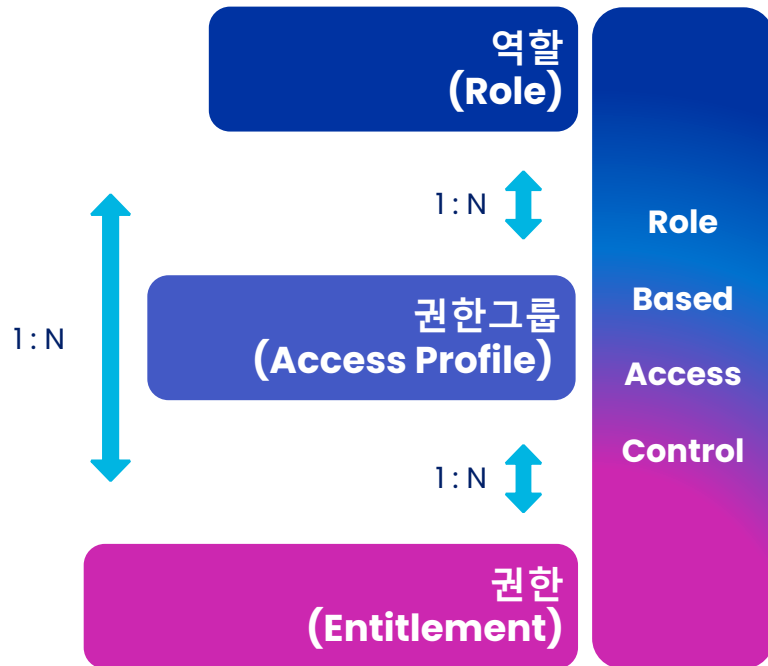 역할
(Role)
1 : N
1 : N
권한그룹
(Access Profile)
1 : N
권한
(Entitlement)
Role
Based
Access
Control